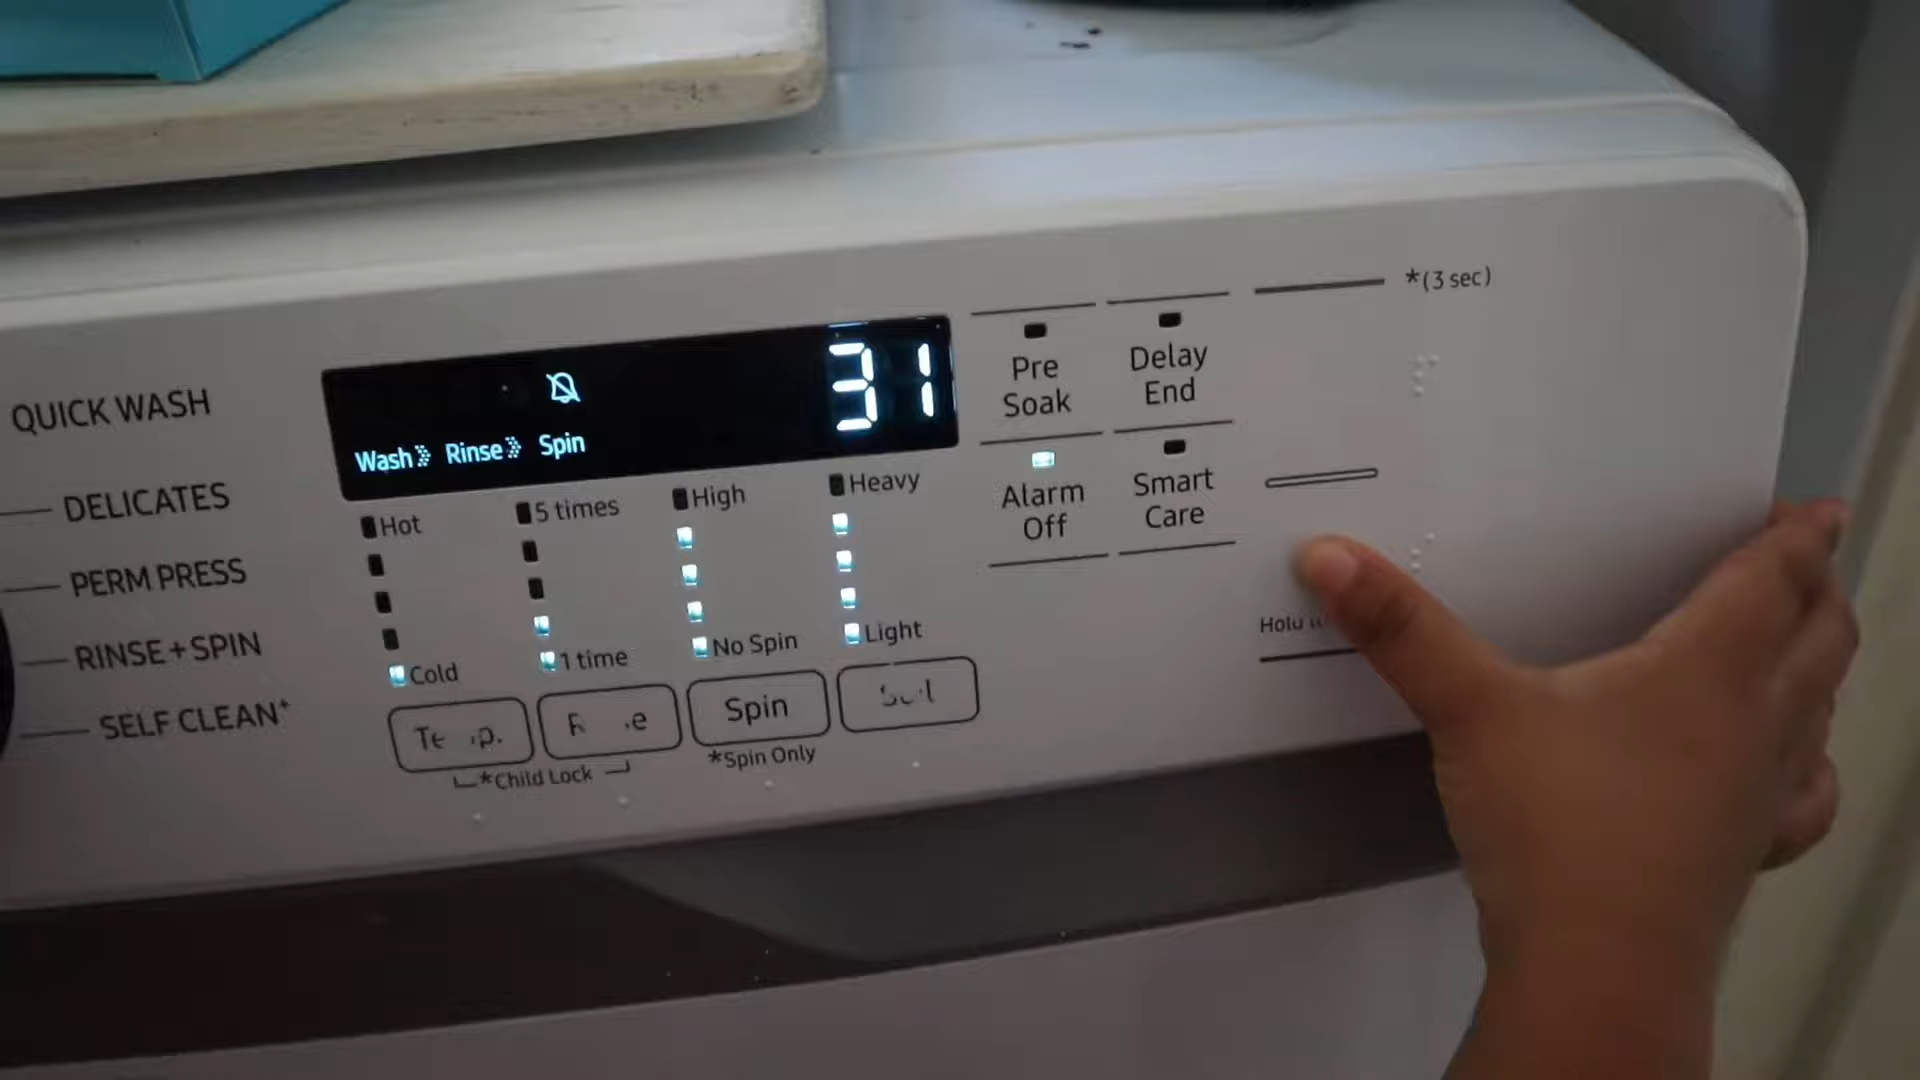 QUICK WASH
DELICATES
PERM PRESS
RINSE + SPIN
SELF CLEAN+
31
Wash Rinse Spin
Hot
Cold
5 times
1 time
High
No Spin
Heavy
Light
Spin
*Child Lock
*Spin Only
Pre Soak
Delay End
Alarm Off
Smart Care
*(3 sec)